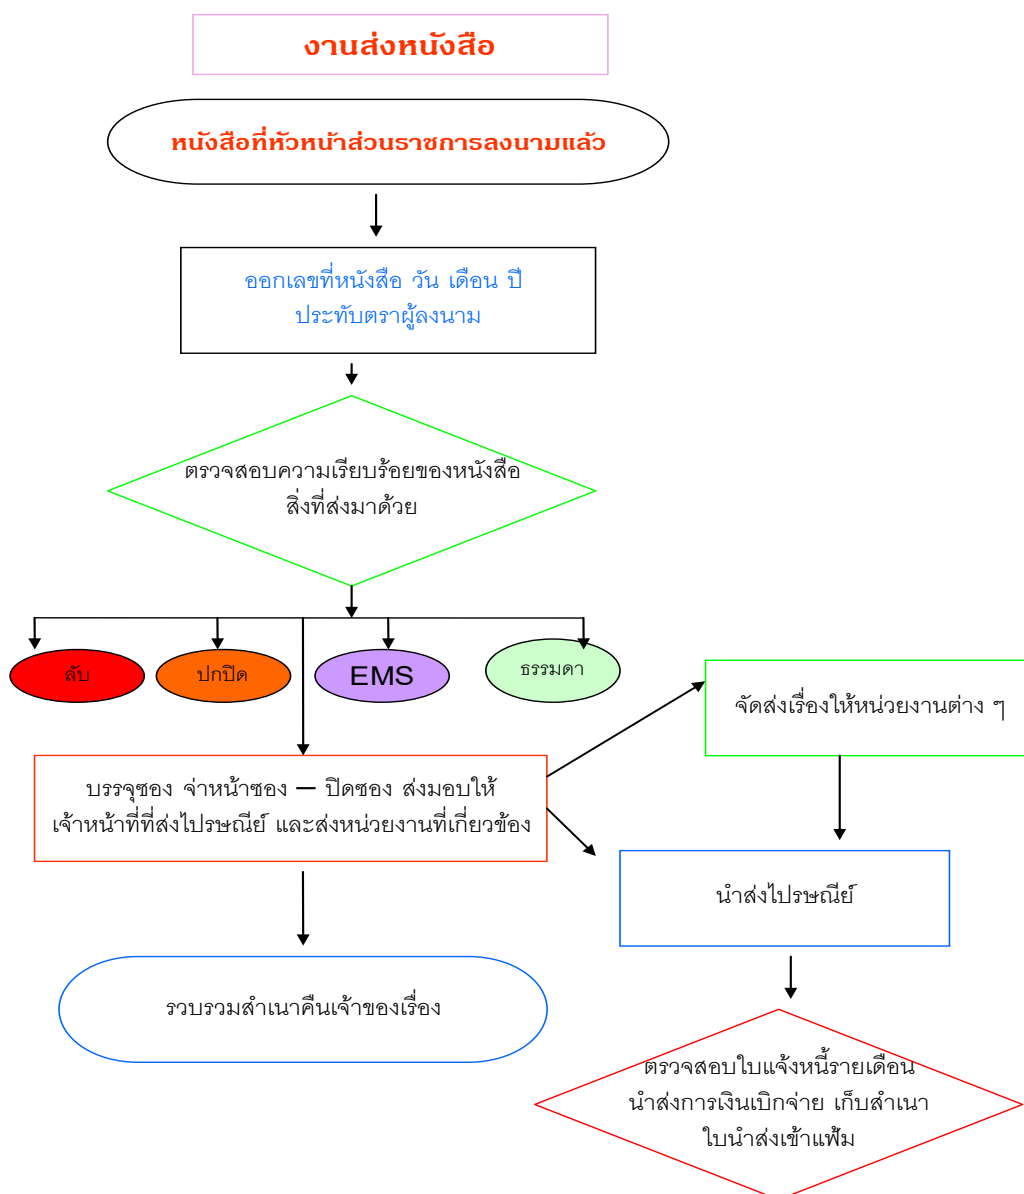 งานส่งหนังสือ
หนังสือที่หัวหน้าส่วนราชการลงนามแล้ว
ออกเลขที่หนังสือ วัน เดือน ปี
ประทับตราผู้ลงนาม
ตรวจสอบความเรียบร้อยของหนังสือ
สิ่งที่ส่งมาด้วย
ลับ
ปกปิด
EMS
ธรรมดา
จัดส่งเรื่องให้หน่วยงานต่าง ๆ
บรรจุซอง จ่าหน้าซอง – ปิดซอง ส่งมอบให้
เจ้าหน้าที่ที่ส่งไปรษณีย์ และส่งหน่วยงานที่เกี่ยวข้อง
นำส่งไปรษณีย์
รวบรวมสำเนาคืนเจ้าของเรื่อง
ตรวจสอบใบแจ้งหนี้รายเดือน
นำส่งการเงินเบิกจ่าย เก็บสำเนา
ใบนำส่งเข้าแฟ้ม